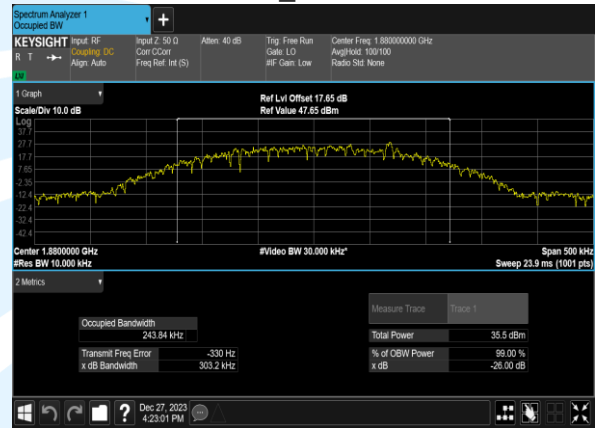 Spectrum Analyzer 1
Occupied BW
+
KEYSIGHT Input: RF Input Z: 50 Ω Atten: 40 dB Trig: Free Run Center Freq: 1.880000000 GHz
R T Coupling: DC Corr CCorr Gate: LO Avg|Hold: 100/100
Align: Auto Freq Ref: Int (S) #IF Gain: Low Radio Std: None
1 Graph
Scale/Div 10.0 dB
Ref Lvl Offset 17.65 dB
Ref Value 47.65 dBm
Log
37.7
27.7
17.7
7.65
-2.35
-12.4
-22.4
-32.4
-42.4
Center 1.8800000 GHz #Video BW 30.000 kHz* Span 500 kHz
#Res BW 10.000 kHz Sweep 23.9 ms (1001 pts)
2 Metrics
Measure Trace Trace 1
Occupied Bandwidth
243.84 kHz
Total Power 35.5 dBm
Transmit Freq Error -330 Hz
% of OBW Power 99.00 %
x dB Bandwidth 303.2 kHz
x dB -26.00 dB
?
Dec 27, 2023
4:23:01 PM